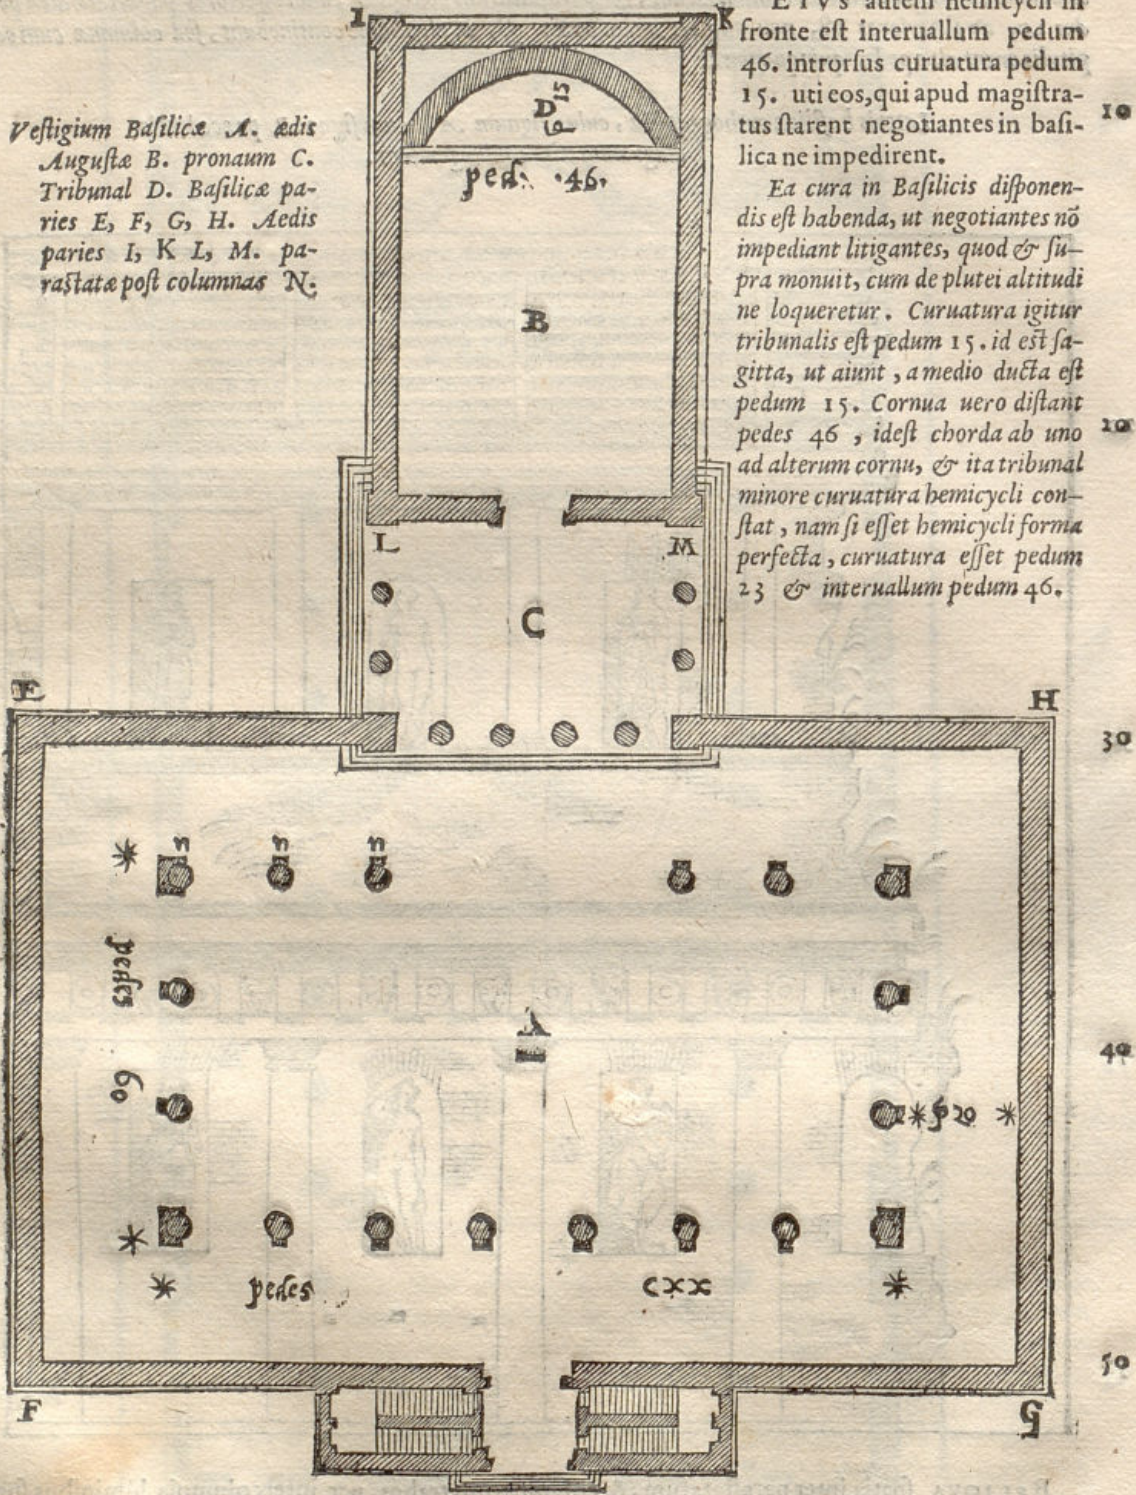 Vestigium Basilicæ A. ædis
Augustæ B. pronaum C.
Tribunal D. Basilicæ pa-
ries E, F, G, H. Aedis
paries I, K L, M. pa-
rastatæ post columnas N.
ETVS autem hemicycli in
fronte est interuallum pedum
46. introrsus curuatura pedum
15. uti eos, qui apud magistra-
tus starent negotiantes in basi-
lica ne impedirent.
Ea cura in Basilicis disponen-
dis est habenda, ut negotiantes nō
impediant litigantes, quod & su-
pra monuit, cum de plutei altitudi
ne loqueretur. Curuatura igitur
tribunalis est pedum 15. id est sa-
gitta, ut aiunt, a medio ducta est
pedum 15. Cornua uero distant
pedes 46, idest chorda ab uno
ad alterum cornu, & ita tribunal
minore curuatura hemicycli con-
stat, nam si esset hemicycli forma
perfecta, curuatura esset pedum
23 & interuallum pedum 46.
10
20
30
40
50
I
K
D
15
ped. 46.
B
L
M
C
E
H
n n n
pedes
60
A
p 20
pedes
cxx
F
G